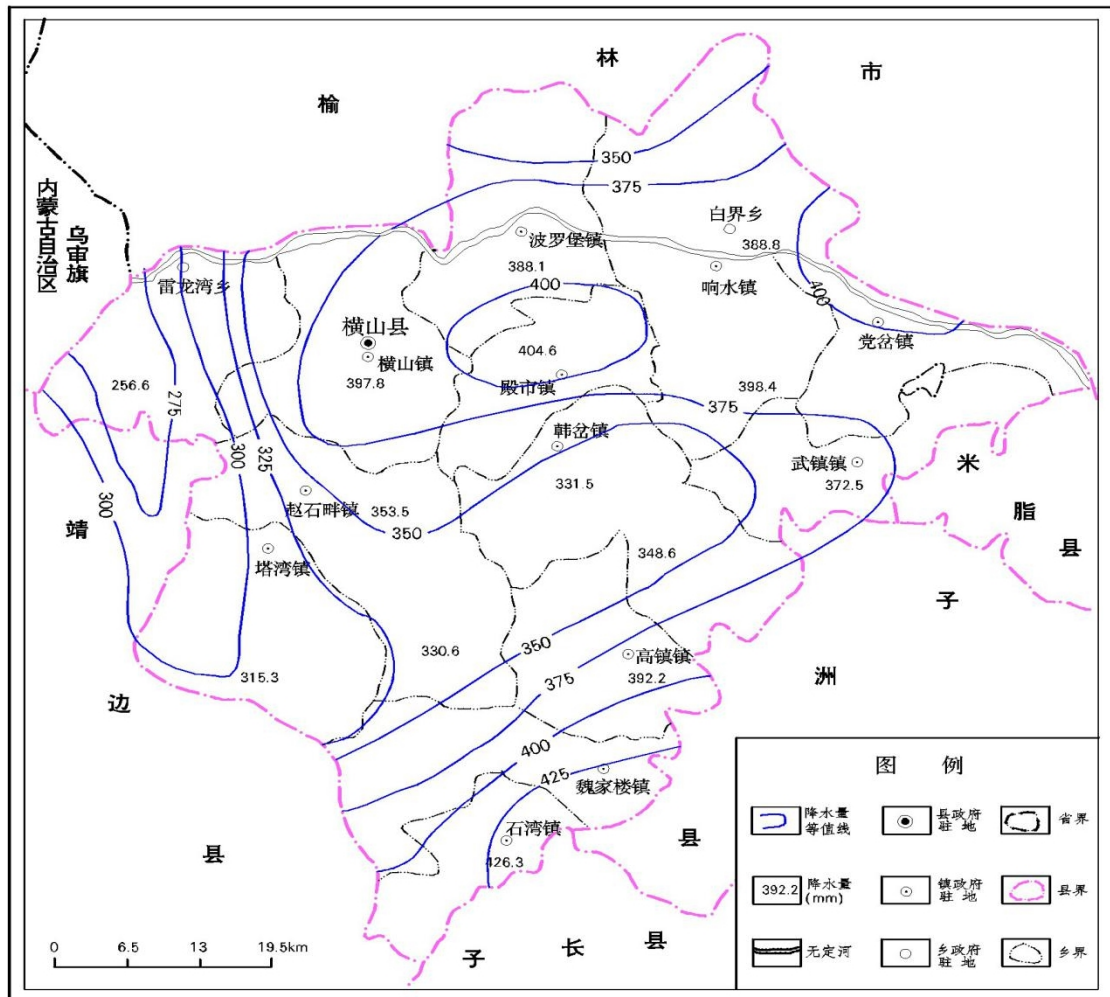 榆
林
市
内蒙古自治区
乌审旗
350
375
白界乡
388.8
波罗堡镇
388.1
响水镇
雷龙湾乡
400
400
横山县
横山镇
397.8
404.6
殿市镇
党岔镇
256.6
275
300
325
398.4
375
韩岔镇
331.5
武镇镇
372.5
米
脂
县
300
靖
赵石畔镇
353.5
350
塔湾镇
348.6
子
330.6
350
高镇镇
392.2
315.3
375
洲
边
400
425
魏家楼镇
石湾镇
426.3
县
县
子
长
县
0 6.5 13 19.5km
图 例
降水量
等值线
县政府
驻 地
省界
392.2
降水量
(mm)
镇政府
驻 地
县界
无定河
乡政府
驻 地
乡界